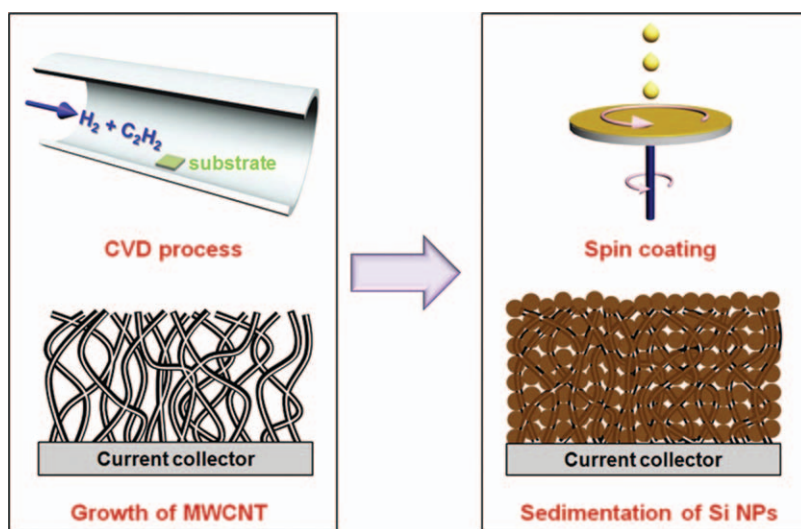 H₂ + C₂H₂
substrate
CVD process
Current collector
Growth of MWCNT
Spin coating
Current collector
Sedimentation of Si NPs